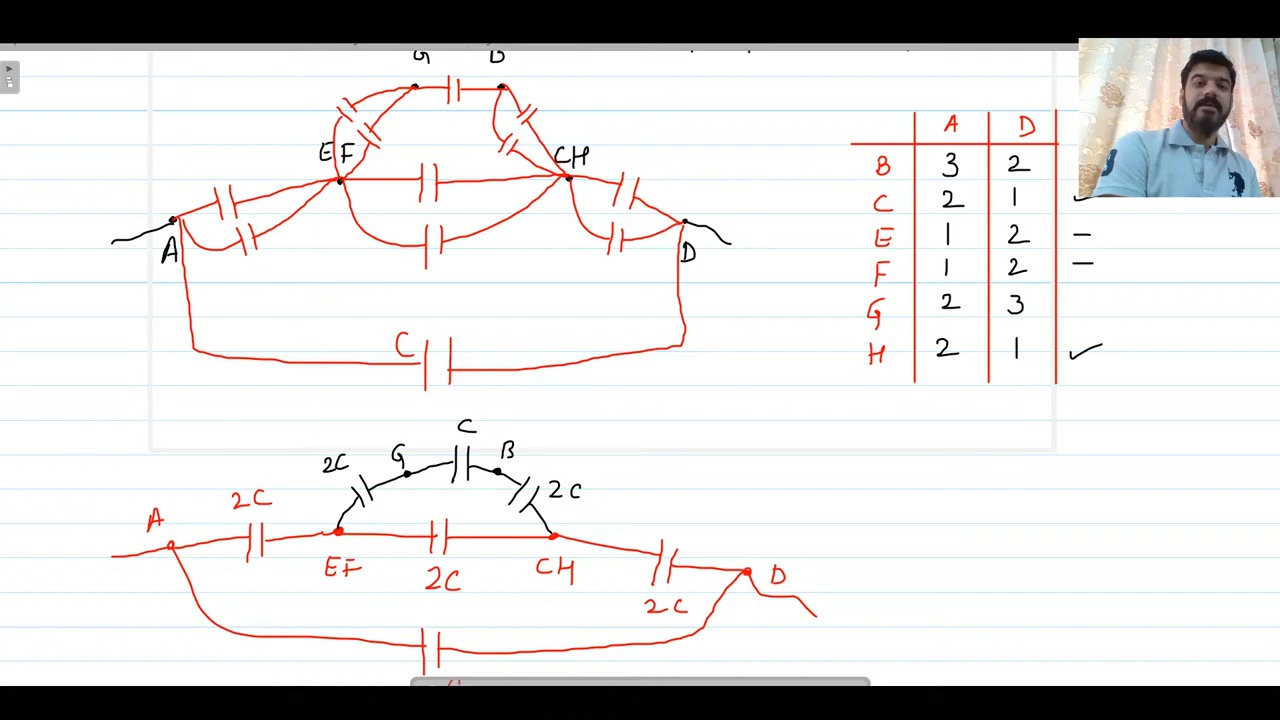 G B
EF CH
A D
C
A D
B 3 2
C 2 1 ✓
E 1 2 –
F 1 2 –
G 2 3
H 2 1 ✓
C
2C G B 2C
2C
A EF 2C CH D
2C